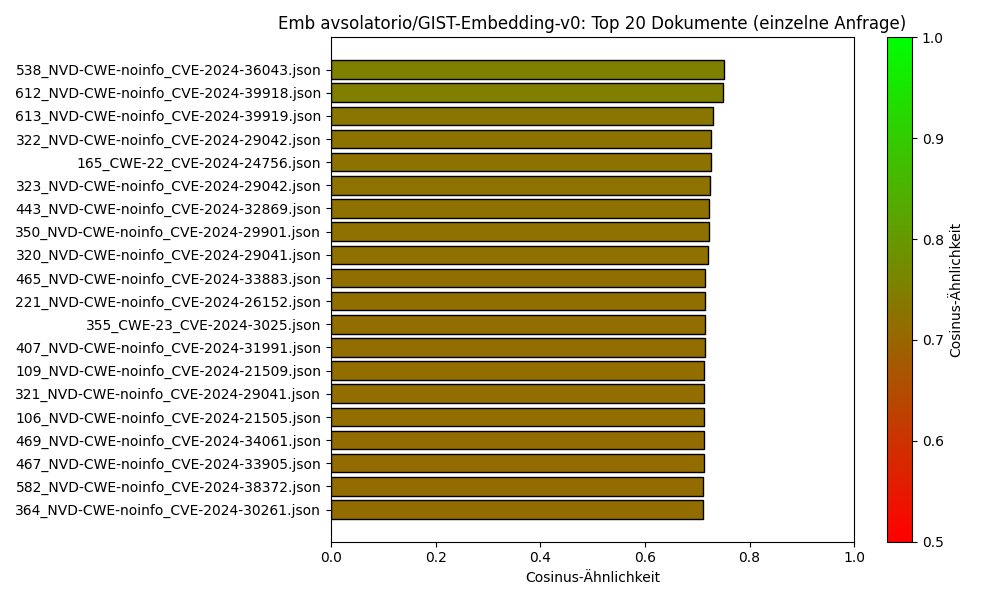 Emb avsolatorio/GIST-Embedding-v0: Top 20 Dokumente (einzelne Anfrage)
538_NVD-CWE-noinfo_CVE-2024-36043.json
612_NVD-CWE-noinfo_CVE-2024-39918.json
613_NVD-CWE-noinfo_CVE-2024-39919.json
322_NVD-CWE-noinfo_CVE-2024-29042.json
165_CWE-22_CVE-2024-24756.json
323_NVD-CWE-noinfo_CVE-2024-29042.json
443_NVD-CWE-noinfo_CVE-2024-32869.json
350_NVD-CWE-noinfo_CVE-2024-29901.json
320_NVD-CWE-noinfo_CVE-2024-29041.json
465_NVD-CWE-noinfo_CVE-2024-33883.json
221_NVD-CWE-noinfo_CVE-2024-26152.json
355_CWE-23_CVE-2024-3025.json
407_NVD-CWE-noinfo_CVE-2024-31991.json
109_NVD-CWE-noinfo_CVE-2024-21509.json
321_NVD-CWE-noinfo_CVE-2024-29041.json
106_NVD-CWE-noinfo_CVE-2024-21505.json
469_NVD-CWE-noinfo_CVE-2024-34061.json
467_NVD-CWE-noinfo_CVE-2024-33905.json
582_NVD-CWE-noinfo_CVE-2024-38372.json
364_NVD-CWE-noinfo_CVE-2024-30261.json
0.0 0.2 0.4 0.6 0.8 1.0
Cosinus-Ähnlichkeit
1.0
0.9
0.8
0.7
0.6
0.5
Cosinus-Ähnlichkeit